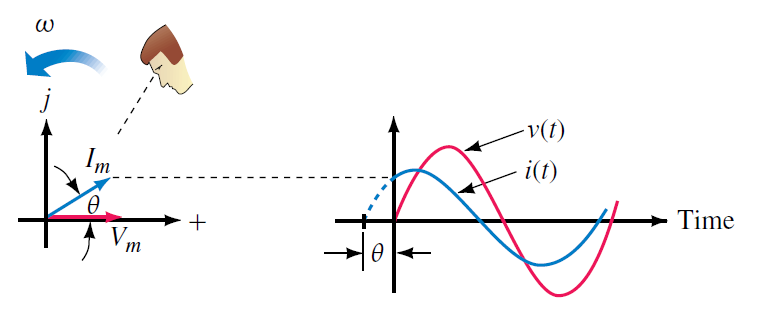 ω
j
I_m
θ
V_m
+
v(t)
i(t)
Time
θ